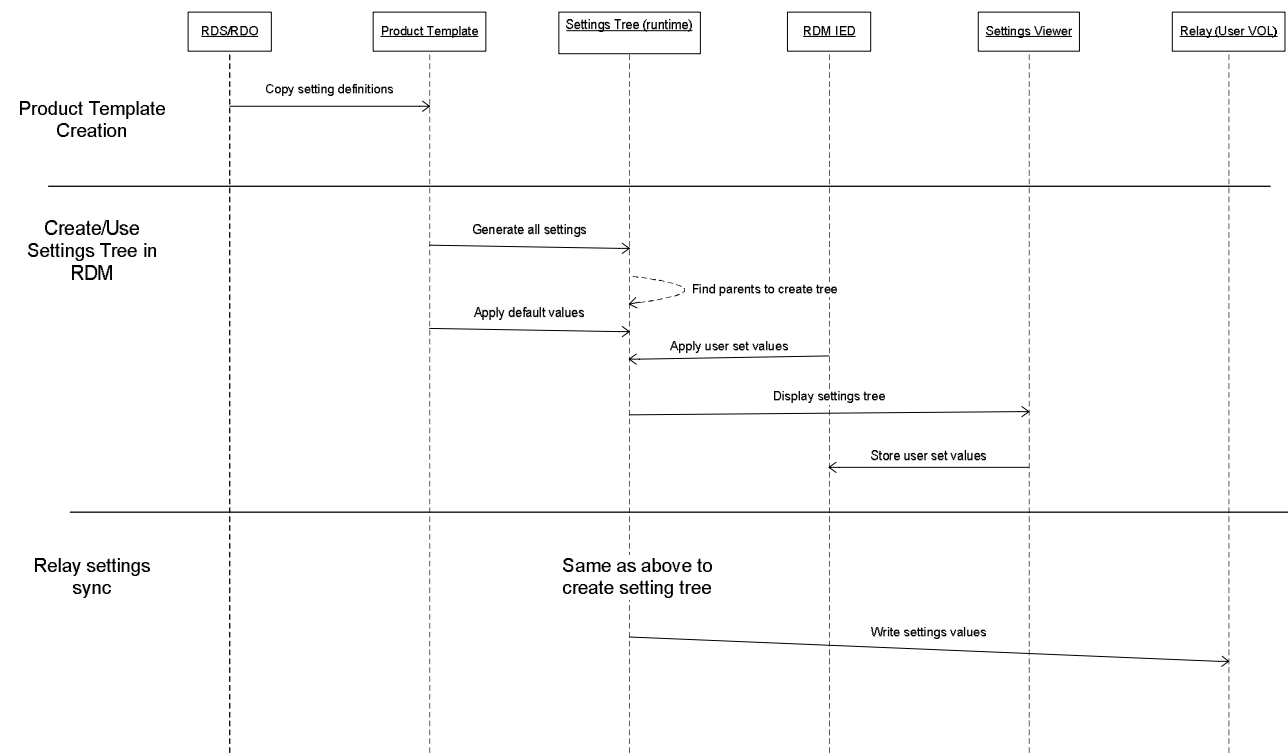 RDS/RDO
Product Template
Settings Tree (runtime)
RDM IED
Settings Viewer
Relay (User VOL)
Product Template
Creation
Copy setting definitions
Create/Use
Settings Tree in
RDM
Generate all settings
Find parents to create tree
Apply default values
Apply user set values
Display settings tree
Store user set values
Relay settings
sync
Same as above to
create setting tree
Write settings values